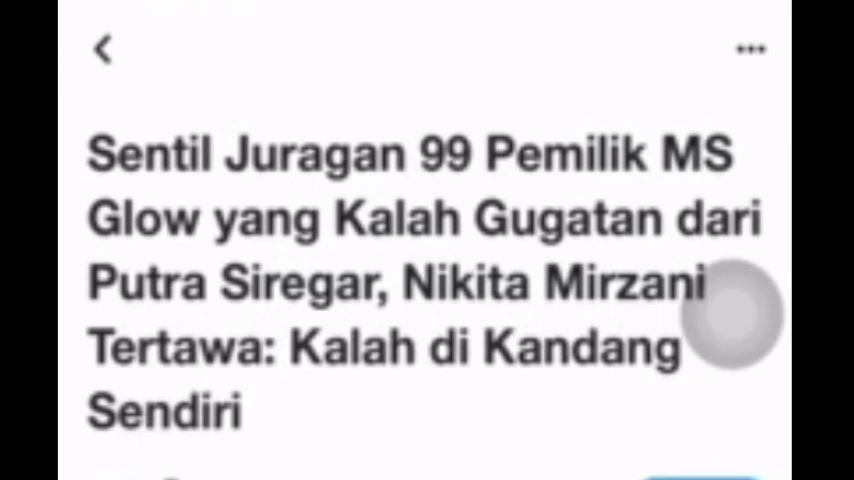 Sentil Juragan 99 Pemilik MS
Glow yang Kalah Gugatan dari
Putra Siregar, Nikita Mirzani
Tertawa: Kalah di Kandang
Sendiri